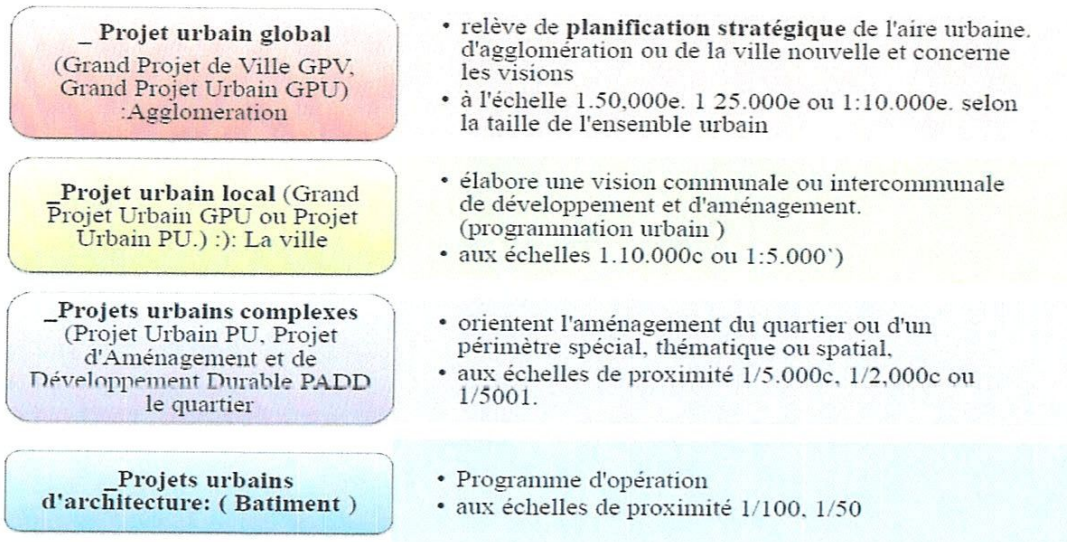 _ Projet urbain global
(Grand Projet de Ville GPV,
Grand Projet Urbain GPU)
:Agglomeration
• relève de planification stratégique de l'aire urbaine.
d'agglomération ou de la ville nouvelle et concerne
les visions
• à l'échelle 1.50,000e. 1 25.000e ou 1:10.000e. selon
la taille de l'ensemble urbain
_Projet urbain local (Grand
Projet Urbain GPU ou Projet
Urbain PU.) :): La ville
• élabore une vision communale ou intercommunale
de développement et d'aménagement.
(programmation urbain )
• aux échelles 1.10.000c ou 1:5.000`)
_Projets urbains complexes
(Projet Urbain PU, Projet
d'Aménagement et de
Développement Durable PADD
le quartier
• orientent l'aménagement du quartier ou d'un
périmètre spécial, thématique ou spatial,
• aux échelles de proximité 1/5.000c, 1/2,000c ou
1/5001.
_Projets urbains
d'architecture: ( Batiment )
• Programme d'opération
• aux échelles de proximité 1/100, 1/50